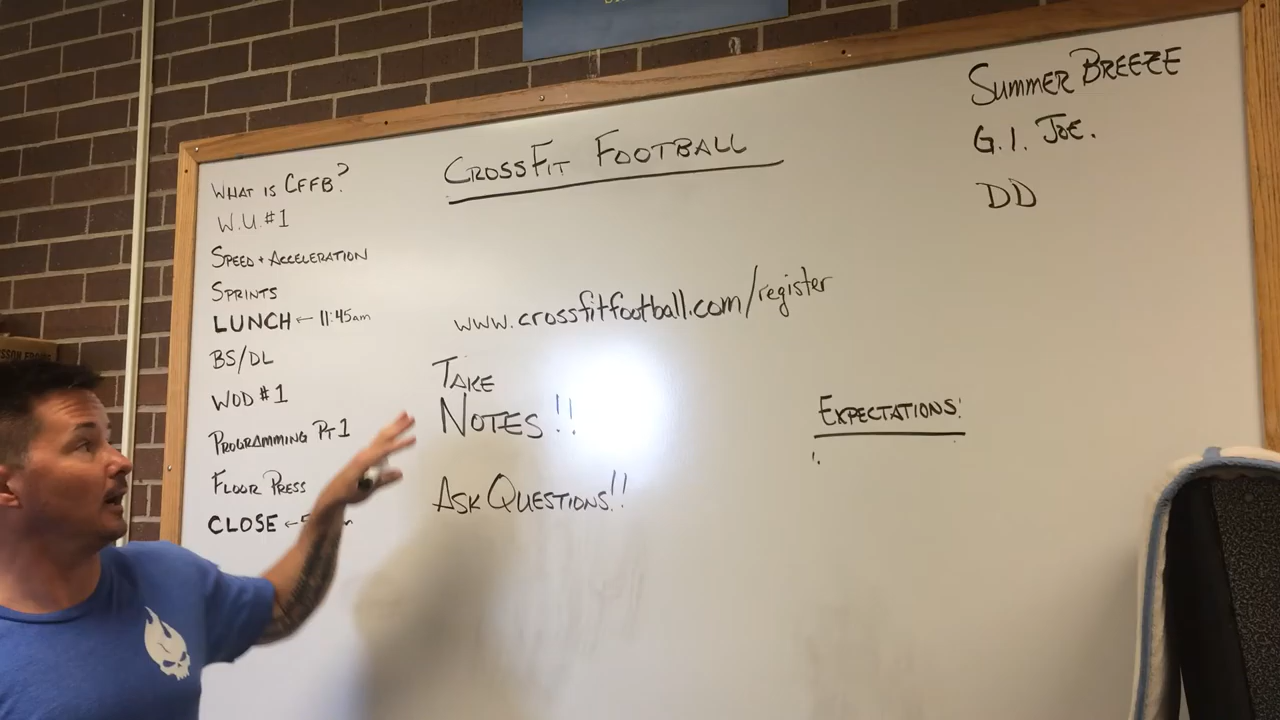 CrossFit Football
What is CFFB?
W.U. #1
Speed + Acceleration
Sprints
LUNCH ← 11:45am
BS/DL
WOD #1
Programming Pt 1
Floor Press
CLOSE ←
www.crossfitfootball.com/register
Take
Notes!!
Ask Questions!!
Summer Breeze
G.I. Joe.
DD
Expectations: